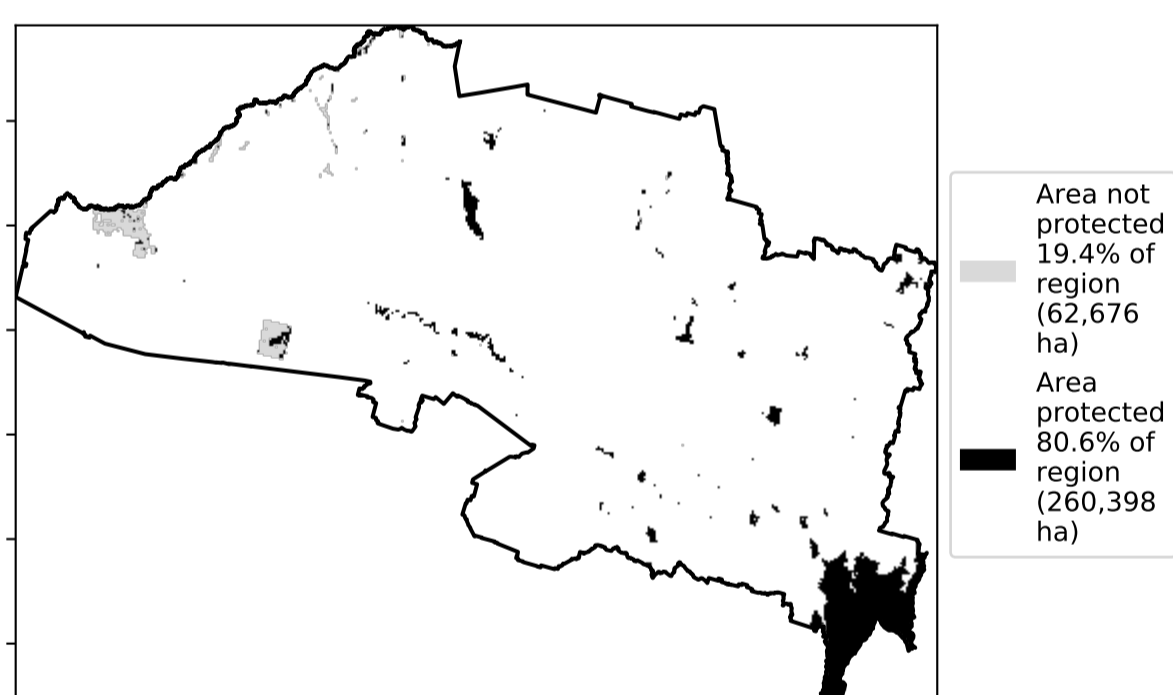 Area not
protected
19.4% of
region
(62,676
ha)
Area
protected
80.6% of
region
(260,398
ha)